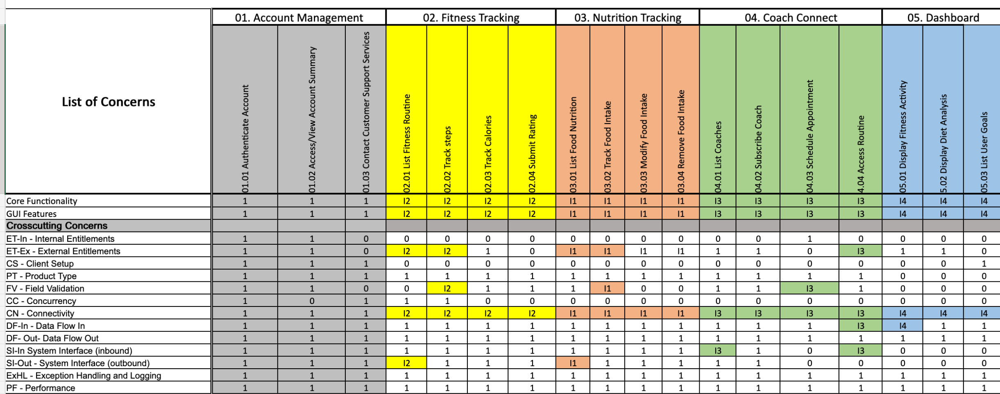 01. Account Management 02. Fitness Tracking 03. Nutrition Tracking 04. Coach Connect 05. Dashboard
List of Concerns 01.01 Authenticate Account 01.02 Access/View Account Summary 01.03 Contact Customer Support Services 02.01 List Fitness Routine 02.02 Track steps 02.03 Track Calories 02.04 Submit Rating 03.01 List Food Nutrition 03.02 Track Food Intake 03.03 Modify Food Intake 03.04 Remove Food Intake 04.01 List Coaches 04.02 Subscribe Coach 04.03 Schedule Appointment 4.04 Access Routine 05.01 Display Fitness Activity 5.02 Display Diet Analysis 05.03 List User Goals
Core Functionality 1 1 1 I2 I2 I2 I2 I1 I1 I1 I1 I3 I3 I3 I3 I4 I4 I4
GUI Features 1 1 1 I2 I2 I2 I2 I1 I1 I1 I1 I3 I3 I3 I3 I4 I4 I4
Crosscutting Concerns
ET-In - Internal Entitlements 1 1 0 0 0 0 0 0 0 0 0 0 0 1 0 0 0 0
ET-Ex - External Entitlements 1 1 0 I2 I2 1 0 I1 I1 I1 I1 1 1 0 I3 1 1 0
CS - Client Setup 1 1 1 0 0 0 0 0 0 0 0 0 0 0 0 0 0 1
PT - Product Type 1 1 1 1 1 1 1 1 1 1 1 1 1 1 1 0 0 0
FV - Field Validation 1 1 0 0 I2 1 1 1 I1 0 0 1 1 I3 1 0 0 0
CC - Concurrency 1 0 1 1 1 0 0 0 0 0 0 0 0 0 0 0 0 0
CN - Connectivity 1 1 1 I2 I2 I2 I2 I1 I1 I1 I1 I3 I3 I3 I3 I4 I4 I4
DF-In - Data Flow In 1 1 1 1 1 1 1 1 1 1 1 1 1 1 I3 I4 1 1
DF- Out- Data Flow Out 1 1 1 1 1 1 1 1 1 1 1 1 1 1 1 1 1 1
SI-In System Interface (inbound) 1 1 1 1 1 1 1 1 1 1 1 I3 1 0 I3 0 0 0
SI-Out - System Interface (outbound) 1 1 1 I2 1 1 1 I1 1 1 1 1 1 0 0 0 0 0
ExHL - Exception Handling and Logging 1 1 1 1 1 1 1 1 1 1 1 1 1 1 1 1 1 1
PF - Performance 1 1 1 1 1 1 1 1 1 1 1 1 1 1 1 1 1 1